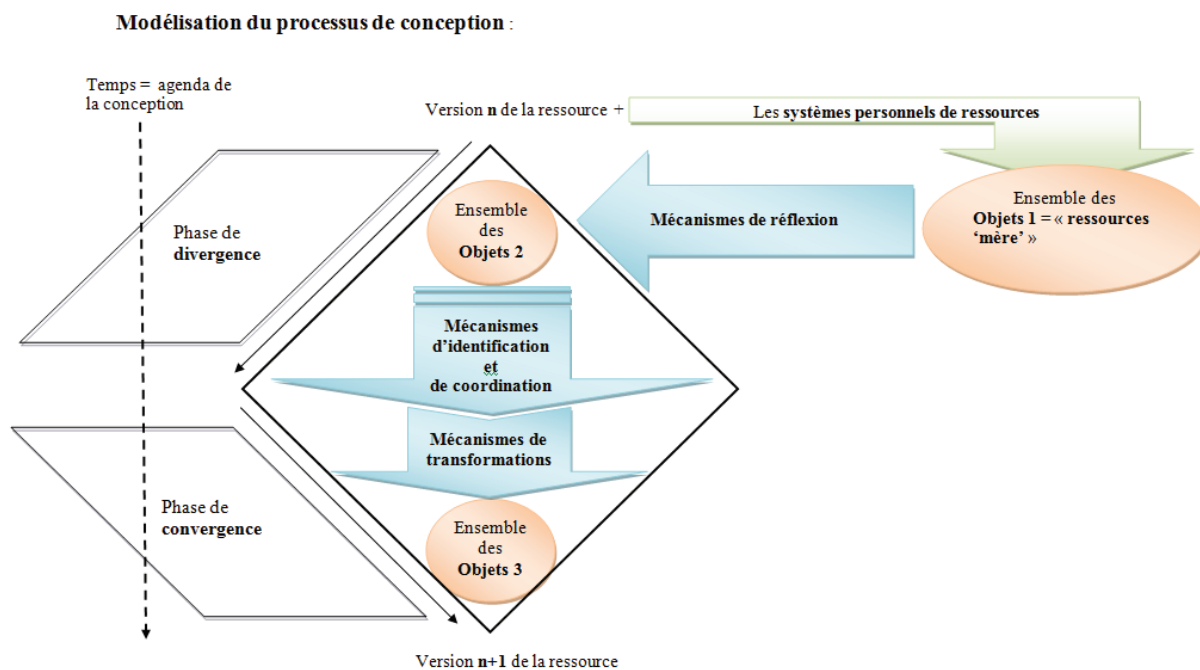 Modélisation du processus de conception :
Temps = agenda de
la conception
Version n de la ressource +
Les systèmes personnels de ressources
Ensemble des
Objets 1 = « ressources
‘mère’ »
Mécanismes de réflexion
Ensemble
des
Objets 2
Phase de
divergence
Mécanismes
d’identification
et
de coordination
Mécanismes de
transformations
Phase de
convergence
Ensemble
des
Objets 3
Version n+1 de la ressource